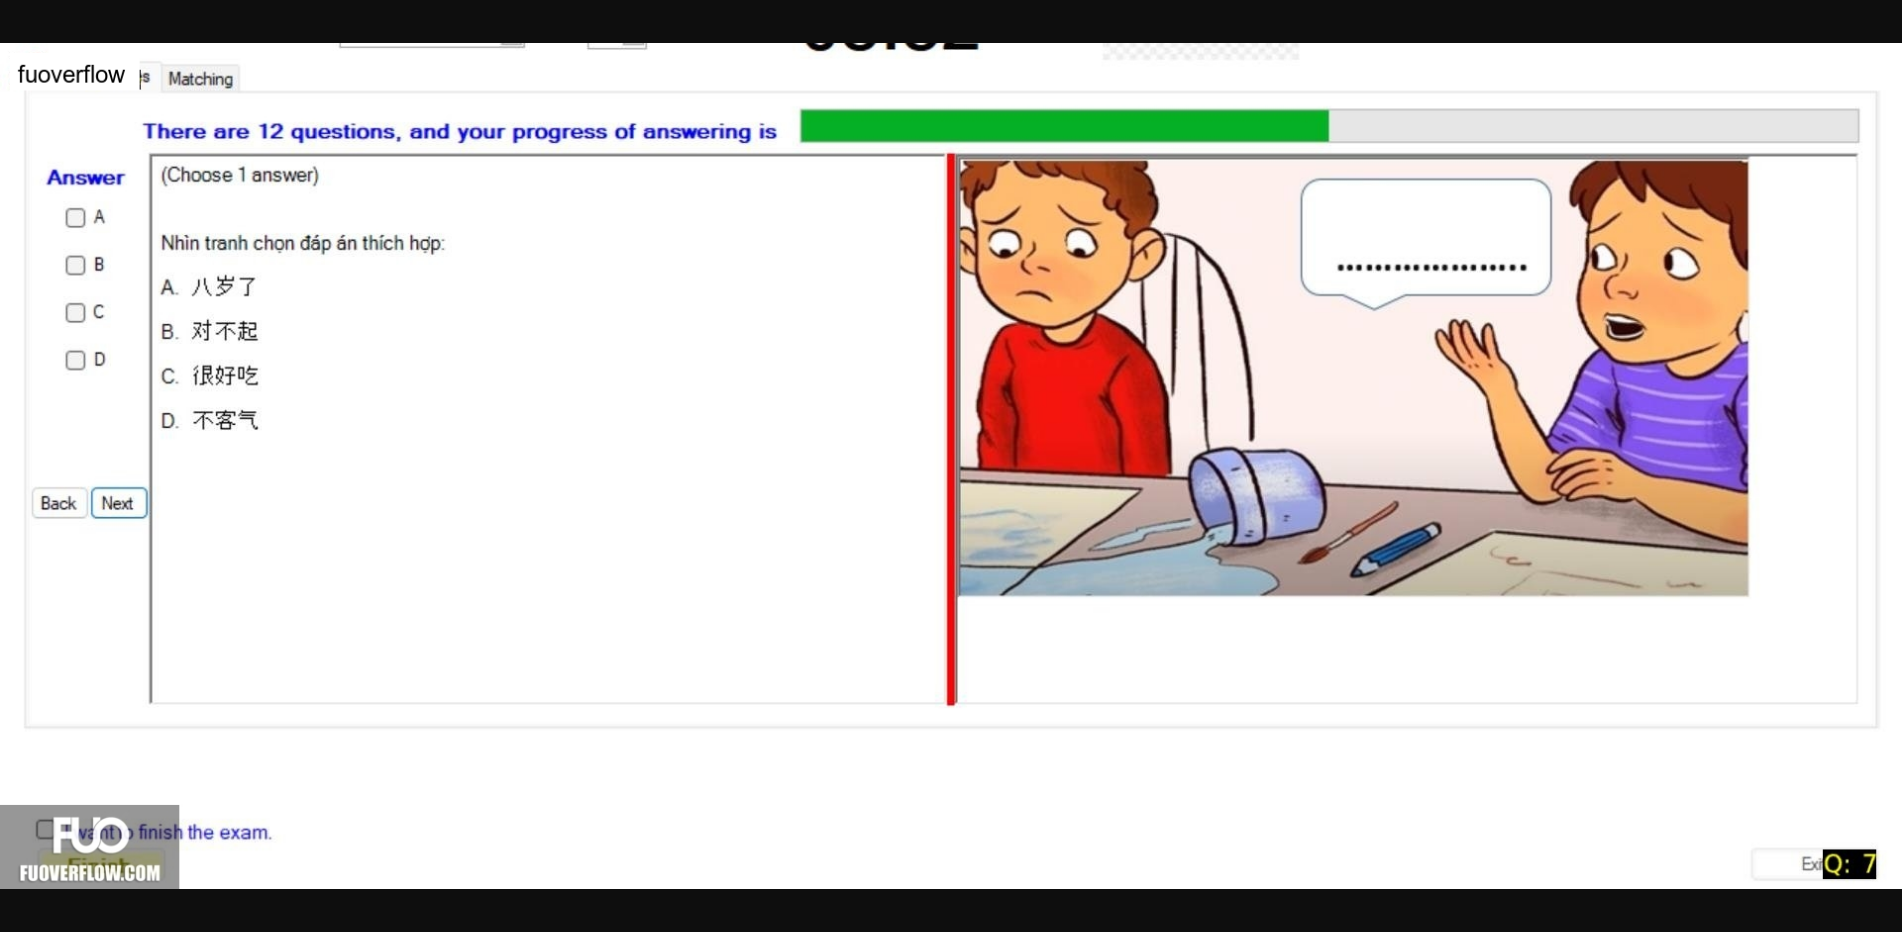 fuoverflow
Matching
There are 12 questions, and your progress of answering is
Answer
(Choose 1 answer)
A
Nhìn tranh chọn đáp án thích hợp:
B
A. 八岁了
C
B. 对不起
D
C. 很好吃
D. 不客气
....................
Back
Next
I want to finish the exam.
FUO
FUOVERFLOW.COM
Q: 7